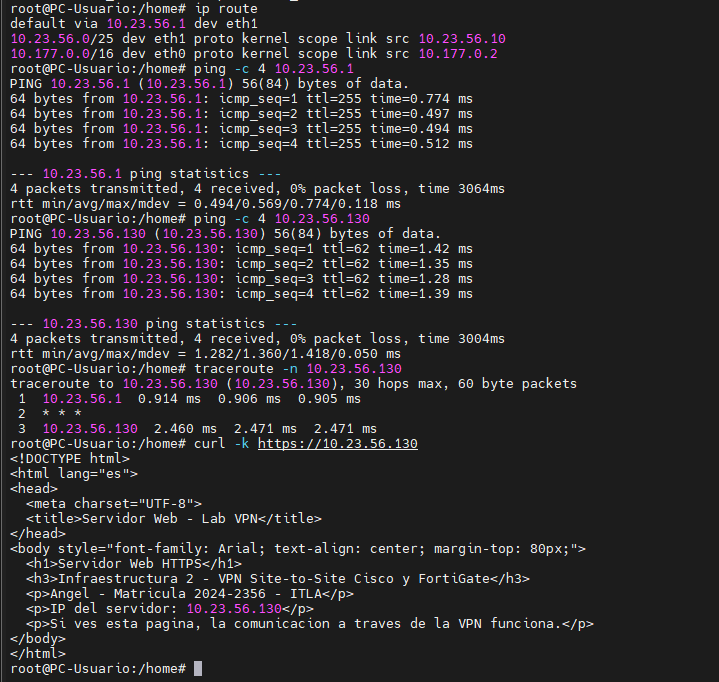 root@PC-Usuario:/home# ip route
default via 10.23.56.1 dev eth1
10.23.56.0/25 dev eth1 proto kernel scope link src 10.23.56.10
10.177.0.0/16 dev eth0 proto kernel scope link src 10.177.0.2
root@PC-Usuario:/home# ping -c 4 10.23.56.1
PING 10.23.56.1 (10.23.56.1) 56(84) bytes of data.
64 bytes from 10.23.56.1: icmp_seq=1 ttl=255 time=0.774 ms
64 bytes from 10.23.56.1: icmp_seq=2 ttl=255 time=0.497 ms
64 bytes from 10.23.56.1: icmp_seq=3 ttl=255 time=0.494 ms
64 bytes from 10.23.56.1: icmp_seq=4 ttl=255 time=0.512 ms

--- 10.23.56.1 ping statistics ---
4 packets transmitted, 4 received, 0% packet loss, time 3064ms
rtt min/avg/max/mdev = 0.494/0.569/0.774/0.118 ms
root@PC-Usuario:/home# ping -c 4 10.23.56.130
PING 10.23.56.130 (10.23.56.130) 56(84) bytes of data.
64 bytes from 10.23.56.130: icmp_seq=1 ttl=62 time=1.42 ms
64 bytes from 10.23.56.130: icmp_seq=2 ttl=62 time=1.35 ms
64 bytes from 10.23.56.130: icmp_seq=3 ttl=62 time=1.28 ms
64 bytes from 10.23.56.130: icmp_seq=4 ttl=62 time=1.39 ms

--- 10.23.56.130 ping statistics ---
4 packets transmitted, 4 received, 0% packet loss, time 3004ms
rtt min/avg/max/mdev = 1.282/1.360/1.418/0.050 ms
root@PC-Usuario:/home# traceroute -n 10.23.56.130
traceroute to 10.23.56.130 (10.23.56.130), 30 hops max, 60 byte packets
 1  10.23.56.1  0.914 ms  0.906 ms  0.905 ms
 2  * * *
 3  10.23.56.130  2.460 ms  2.471 ms  2.471 ms
root@PC-Usuario:/home# curl -k https://10.23.56.130
<!DOCTYPE html>
<html lang="es">
<head>
  <meta charset="UTF-8">
  <title>Servidor Web - Lab VPN</title>
</head>
<body style="font-family: Arial; text-align: center; margin-top: 80px;">
  <h1>Servidor Web HTTPS</h1>
  <h3>Infraestructura 2 - VPN Site-to-Site Cisco y FortiGate</h3>
  <p>Angel - Matricula 2024-2356 - ITLA</p>
  <p>IP del servidor: 10.23.56.130</p>
  <p>Si ves esta pagina, la comunicacion a traves de la VPN funciona.</p>
</body>
</html>
root@PC-Usuario:/home#